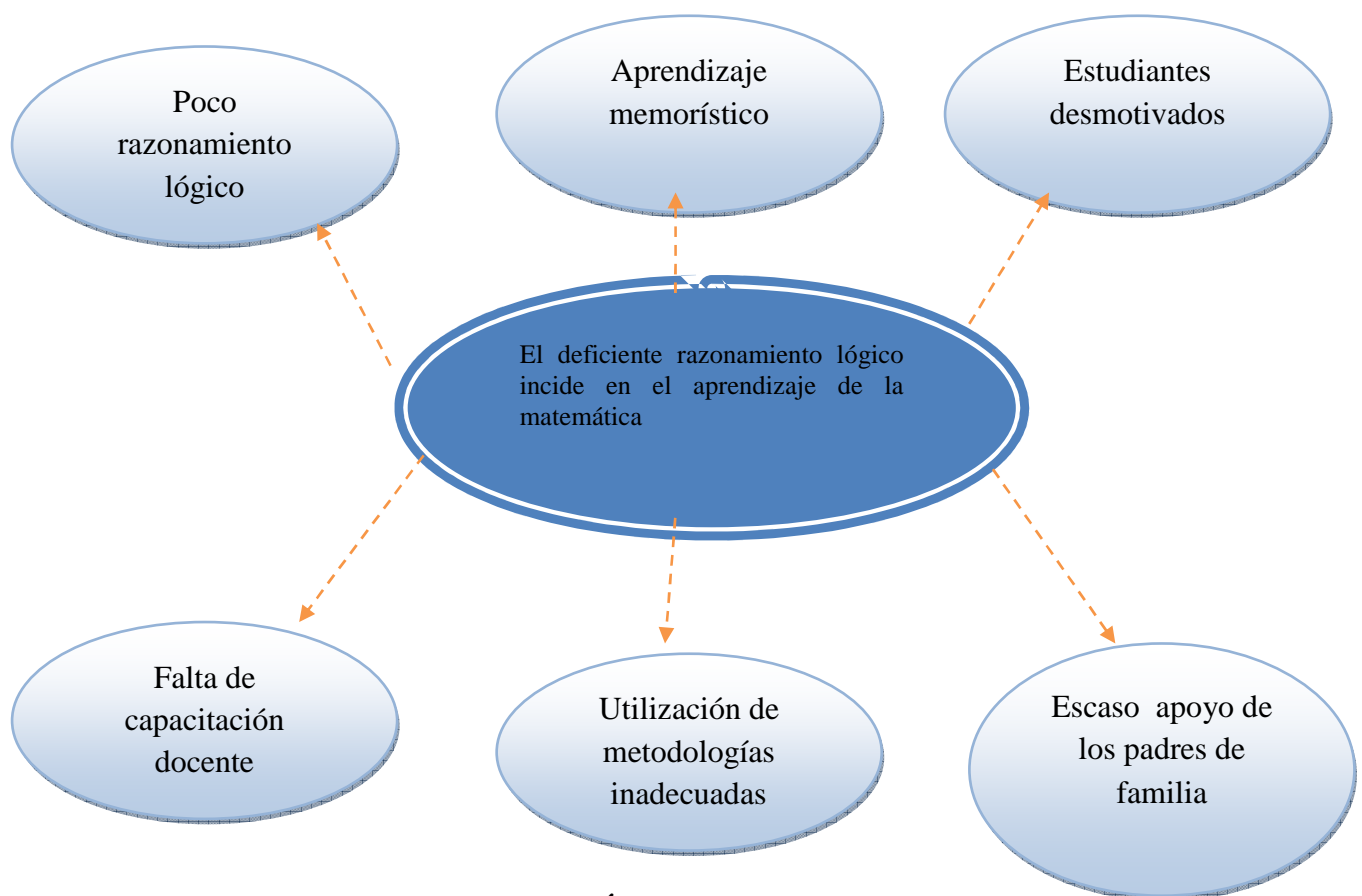 Poco
razonamiento
lógico
Aprendizaje
memorístico
Estudiantes
desmotivados
El deficiente razonamiento lógico
incide en el aprendizaje de la
matemática
Falta de
capacitación
docente
Utilización de
metodologías
inadecuadas
Escaso apoyo de
los padres de
familia